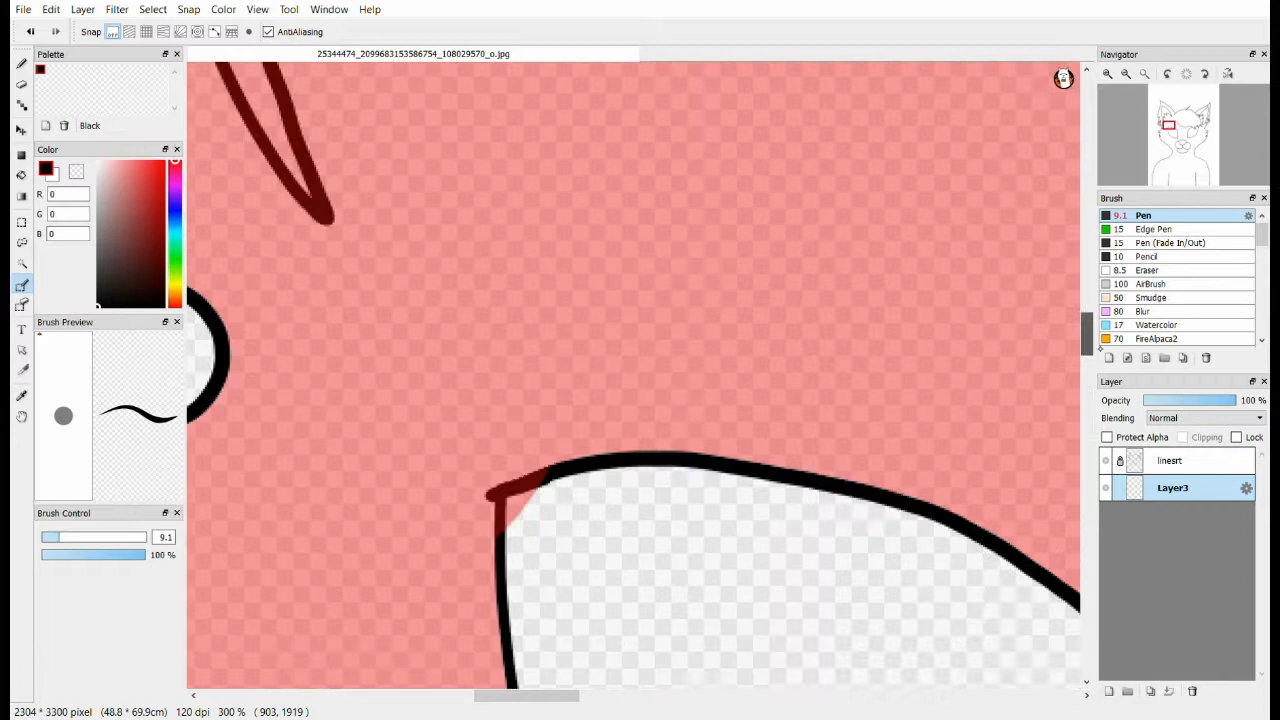 File Edit Layer Filter Select Snap Color View Tool Window Help
Snap off AntiAliasing
Palette
25344474_2099683153586754_108029570_o.jpg
Navigator
Black
Color
R 0
G 0
B 0
Brush
9.1 Pen
15 Edge Pen
15 Pen (Fade In/Out)
10 Pencil
8.5 Eraser
100 AirBrush
50 Smudge
80 Blur
17 Watercolor
70 FireAlpaca2
Brush Preview
Layer
Opacity 100 %
Blending Normal
Protect Alpha Clipping Lock
linesrt
Layer3
Brush Control
9.1
100 %
2304 * 3300 pixel (48.8 * 69.9cm) 120 dpi 300 % ( 903, 1919 )